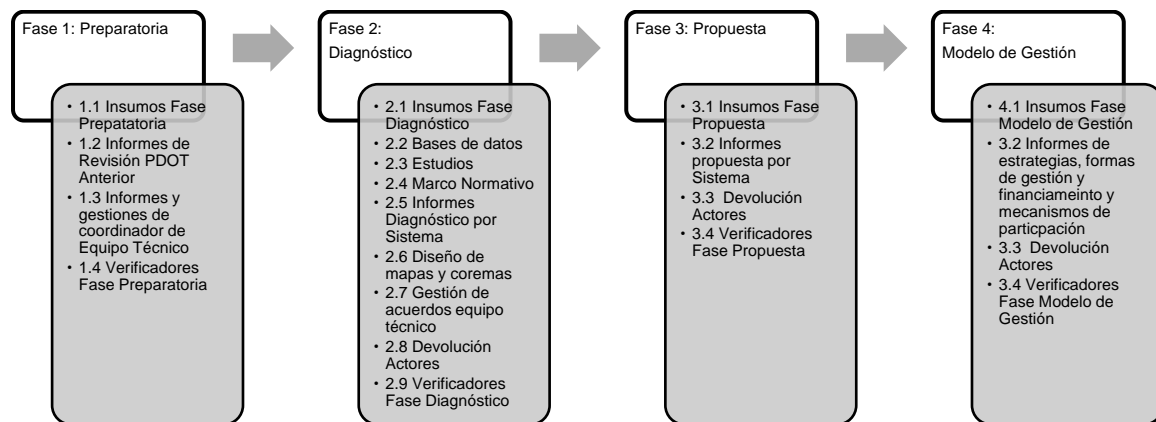 Fase 1: Preparatoria
• 1.1 Insumos Fase
Prepatatoria
• 1.2 Informes de
Revisión PDOT
Anterior
• 1.3 Informes y
gestiones de
coordinador de
Equipo Técnico
• 1.4 Verificadores
Fase Preparatoria
Fase 2:
Diagnóstico
• 2.1 Insumos Fase
Diagnóstico
• 2.2 Bases de datos
• 2.3 Estudios
• 2.4 Marco Normativo
• 2.5 Informes
Diagnóstico por
Sistema
• 2.6 Diseño de
mapas y coremas
• 2.7 Gestión de
acuerdos equipo
técnico
• 2.8 Devolución
Actores
• 2.9 Verificadores
Fase Diagnóstico
Fase 3: Propuesta
• 3.1 Insumos Fase
Propuesta
• 3.2 Informes
propuesta por
Sistema
• 3.3 Devolución
Actores
• 3.4 Verificadores
Fase Propuesta
Fase 4:
Modelo de Gestión
• 4.1 Insumos Fase
Modelo de Gestión
• 3.2 Informes de
estrategias, formas
de gestión y
financiameinto y
mecanismos de
particpación
• 3.3 Devolución
Actores
• 3.4 Verificadores
Fase Modelo de
Gestión